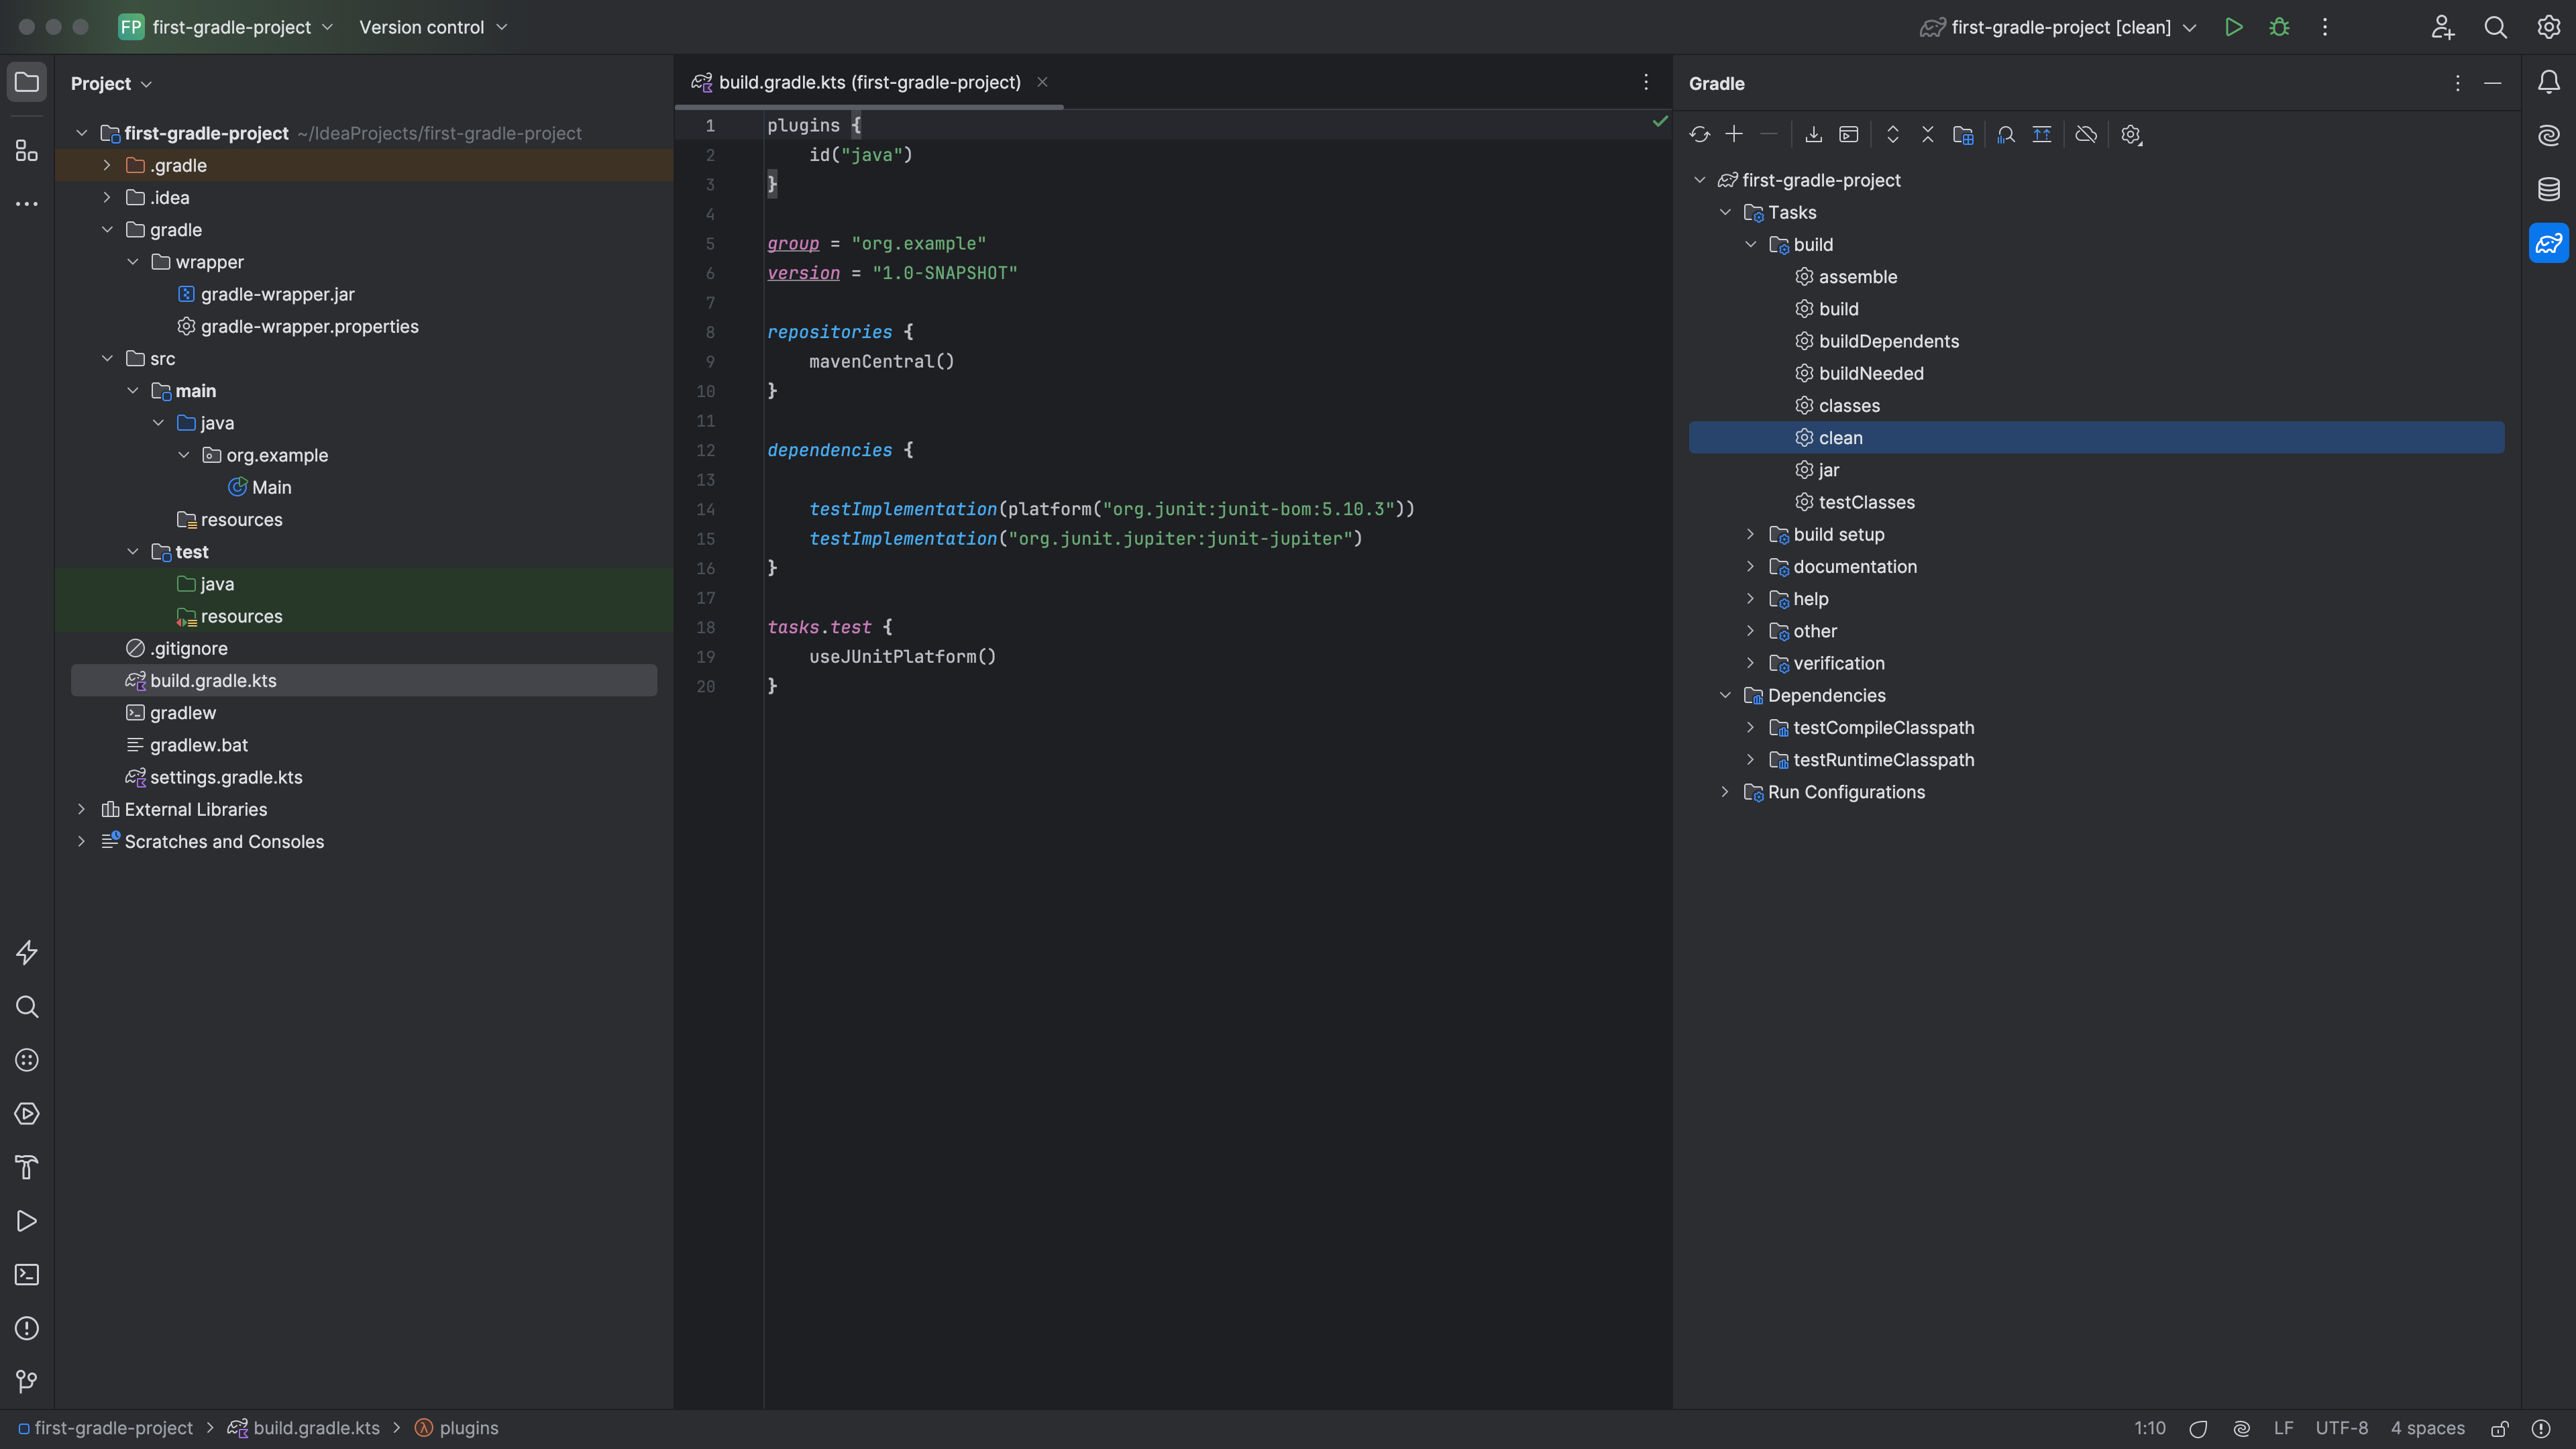 FP first-gradle-project Version control first-gradle-project [clean]
Project
first-gradle-project ~/IdeaProjects/first-gradle-project
.gradle
.idea
gradle
wrapper
gradle-wrapper.jar
gradle-wrapper.properties
src
main
java
org.example
Main
resources
test
java
resources
.gitignore
build.gradle.kts
gradlew
gradlew.bat
settings.gradle.kts
External Libraries
Scratches and Consoles
build.gradle.kts (first-gradle-project)
1 plugins {
2 id("java")
3 }
4
5 group = "org.example"
6 version = "1.0-SNAPSHOT"
7
8 repositories {
9 mavenCentral()
10 }
11
12 dependencies {
13
14 testImplementation(platform("org.junit:junit-bom:5.10.3"))
15 testImplementation("org.junit.jupiter:junit-jupiter")
16 }
17
18 tasks.test {
19 useJUnitPlatform()
20 }
Gradle
first-gradle-project
Tasks
build
assemble
build
buildDependents
buildNeeded
classes
clean
jar
testClasses
build setup
documentation
help
other
verification
Dependencies
testCompileClasspath
testRuntimeClasspath
Run Configurations
first-gradle-project > build.gradle.kts > plugins 1:10 LF UTF-8 4 spaces